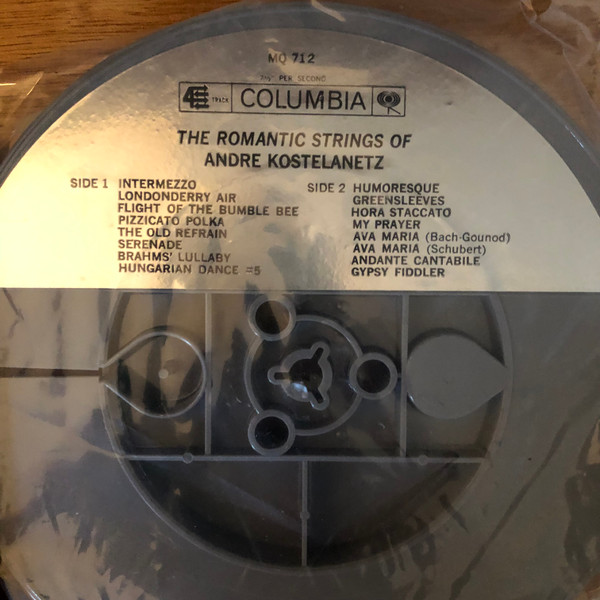 MQ 712
7½" PER SECOND
4 TRACK COLUMBIA
THE ROMANTIC STRINGS OF
ANDRE KOSTELANETZ
SIDE 1 INTERMEZZO
LONDONDERRY AIR
FLIGHT OF THE BUMBLE BEE
PIZZICATO POLKA
THE OLD REFRAIN
SERENADE
BRAHMS' LULLABY
HUNGARIAN DANCE #5
SIDE 2 HUMORESQUE
GREENSLEEVES
HORA STACCATO
MY PRAYER
AVA MARIA (Bach-Gounod)
AVA MARIA (Schubert)
ANDANTE CANTABILE
GYPSY FIDDLER